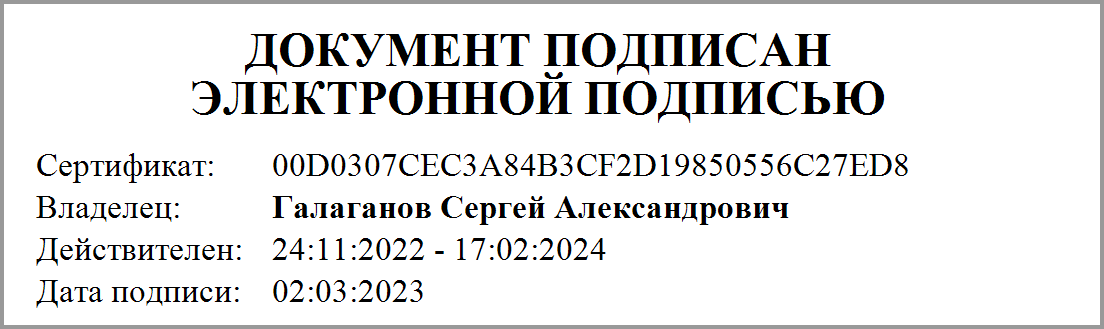 ДОКУМЕНТ ПОДПИСАН
ЭЛЕКТРОННОЙ ПОДПИСЬЮ
Сертификат: 00D0307CEC3A84B3CF2D19850556C27ED8
Владелец: Галаганов Сергей Александрович
Действителен: 24:11:2022 - 17:02:2024
Дата подписи: 02:03:2023